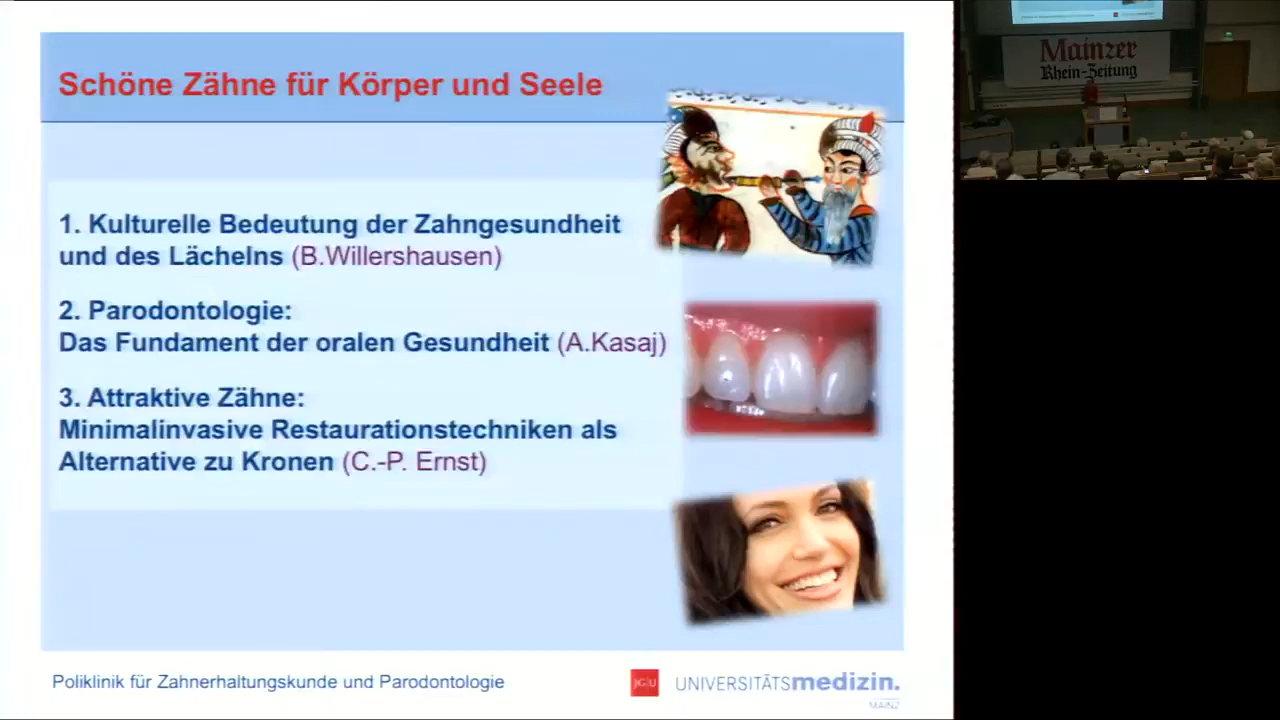 Schöne Zähne für Körper und Seele
1. Kulturelle Bedeutung der Zahngesundheit
und des Lächelns (B.Willershausen)
2. Parodontologie:
Das Fundament der oralen Gesundheit (A.Kasaj)
3. Attraktive Zähne:
Minimalinvasive Restaurationstechniken als
Alternative zu Kronen (C.-P. Ernst)
Poliklinik für Zahnerhaltungskunde und Parodontologie
JG|U
UNIVERSITÄTSmedizin.
MAINZ
Mainzer
Rhein-Zeitung